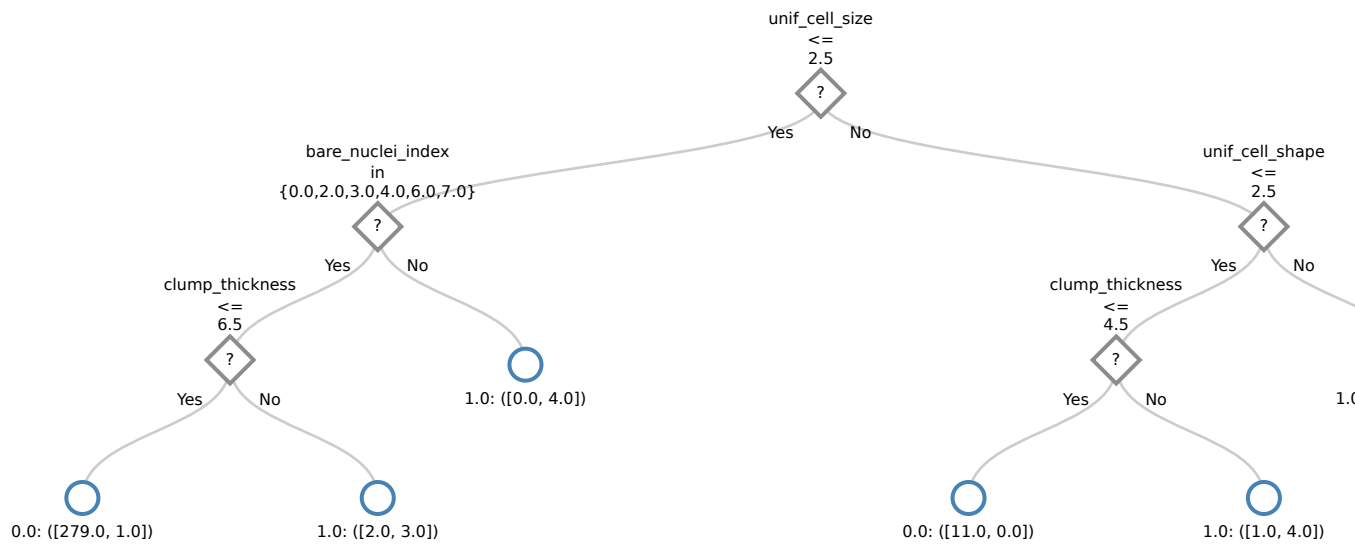 unif_cell_size
<=
2.5
?
Yes
No
bare_nuclei_index
in
{0.0,2.0,3.0,4.0,6.0,7.0}
?
Yes
No
unif_cell_shape
<=
2.5
?
Yes
No
clump_thickness
<=
6.5
?
Yes
No
1.0: ([0.0, 4.0])
clump_thickness
<=
4.5
?
Yes
No
0.0: ([279.0, 1.0])
1.0: ([2.0, 3.0])
0.0: ([11.0, 0.0])
1.0: ([1.0, 4.0])